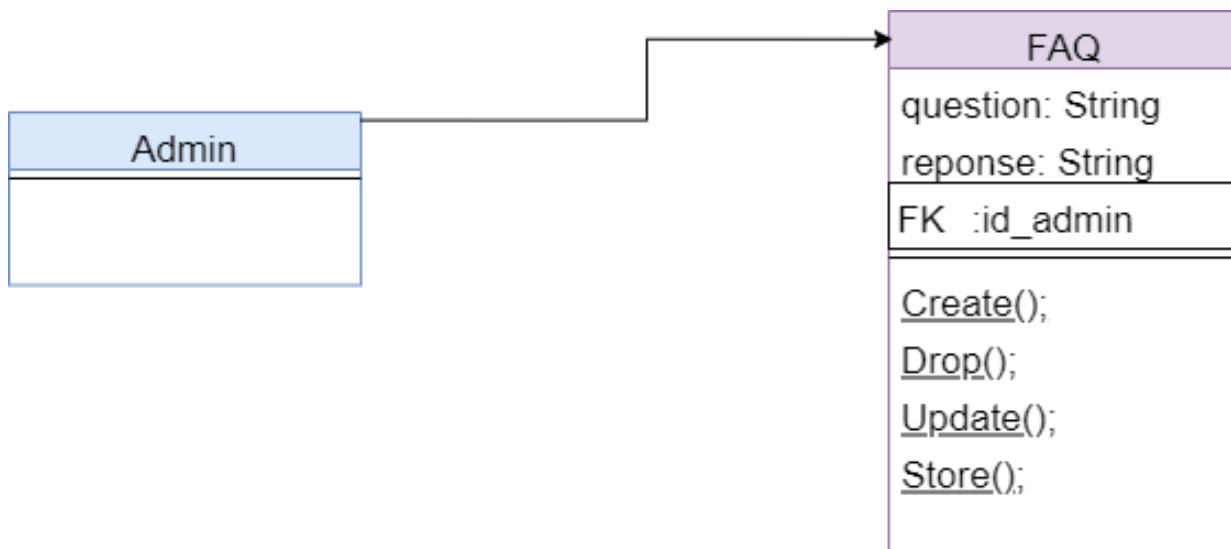 Admin
FAQ
question: String
reponse: String
FK :id_admin
Create();
Drop();
Update();
Store();